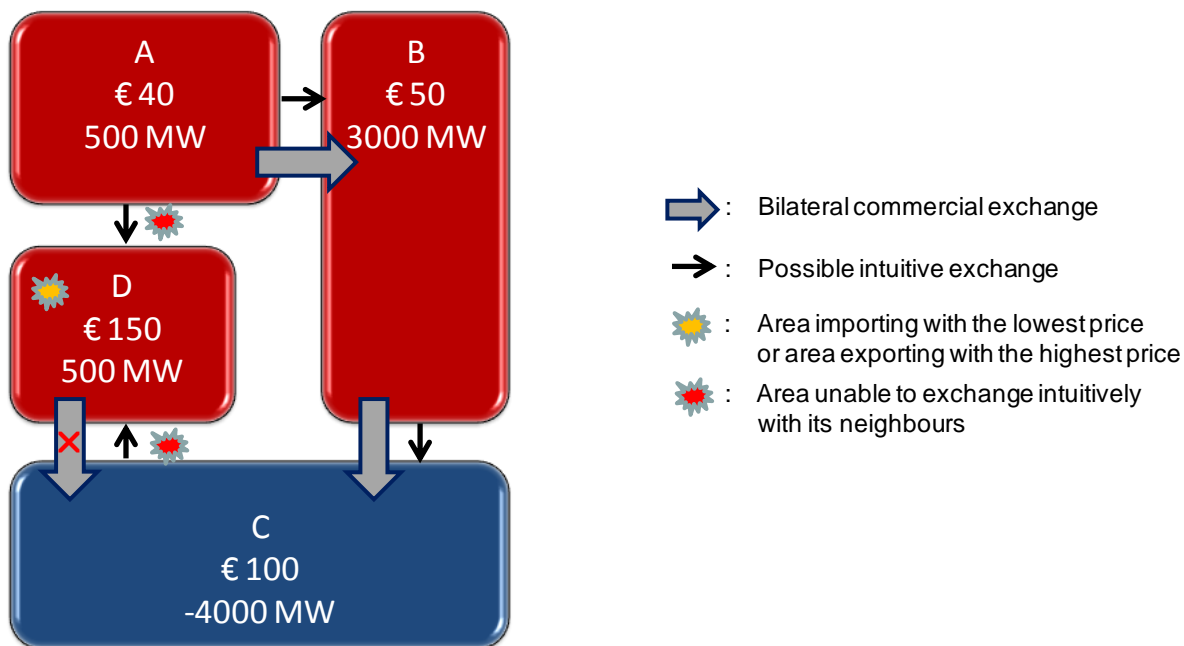 A
€ 40
500 MW
B
€ 50
3000 MW
D
€ 150
500 MW
C
€ 100
-4000 MW
: Bilateral commercial exchange
: Possible intuitive exchange
: Area importing with the lowest price
or area exporting with the highest price
: Area unable to exchange intuitively
with its neighbours